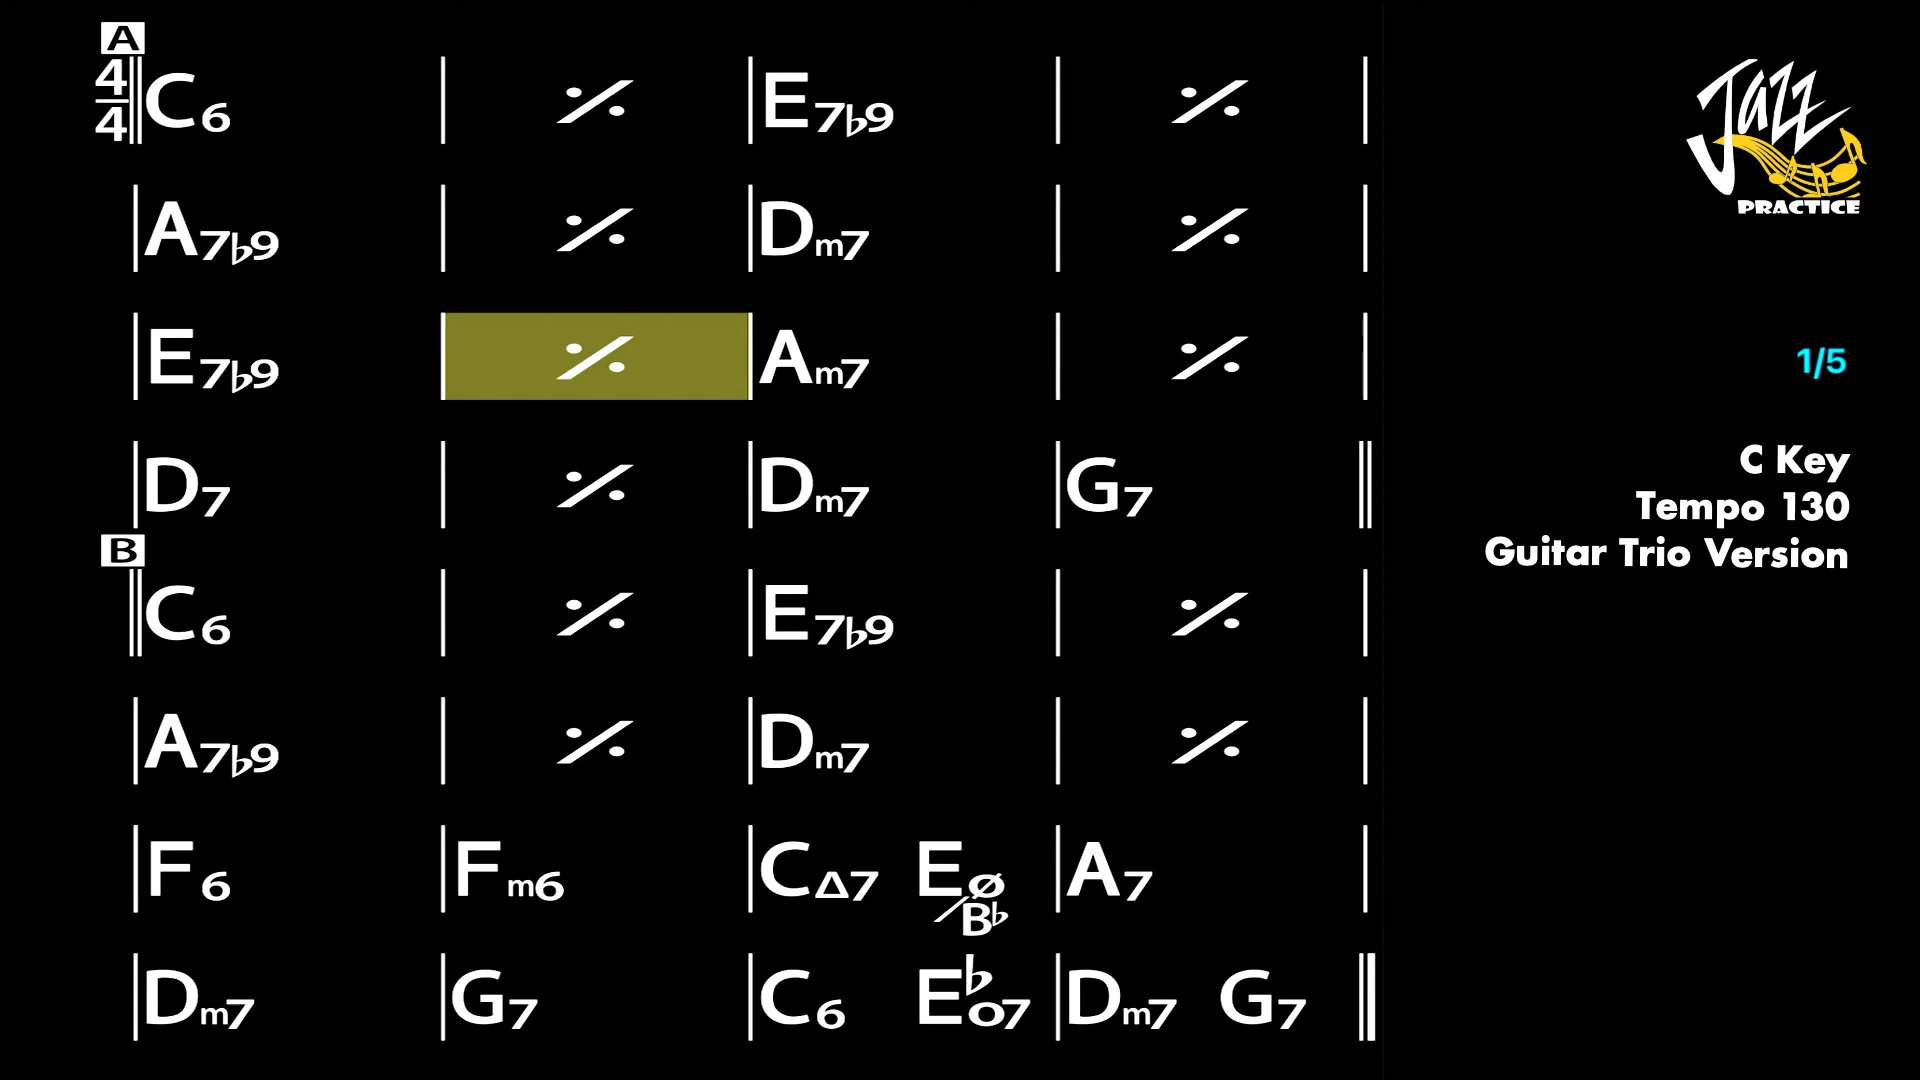 A
4/4 C6 | 𝄎 | E7♭9 | 𝄎
A7♭9 | 𝄎 | Dm7 | 𝄎
E7♭9 | 𝄎 | Am7 | 𝄎
D7 | 𝄎 | Dm7 | G7
B
C6 | 𝄎 | E7♭9 | 𝄎
A7♭9 | 𝄎 | Dm7 | 𝄎
F6 | Fm6 | CΔ7 Eø/B♭ | A7
Dm7 | G7 | C6 E♭o7 | Dm7 G7
Jazz
PRACTICE
1/5
C Key
Tempo 130
Guitar Trio Version